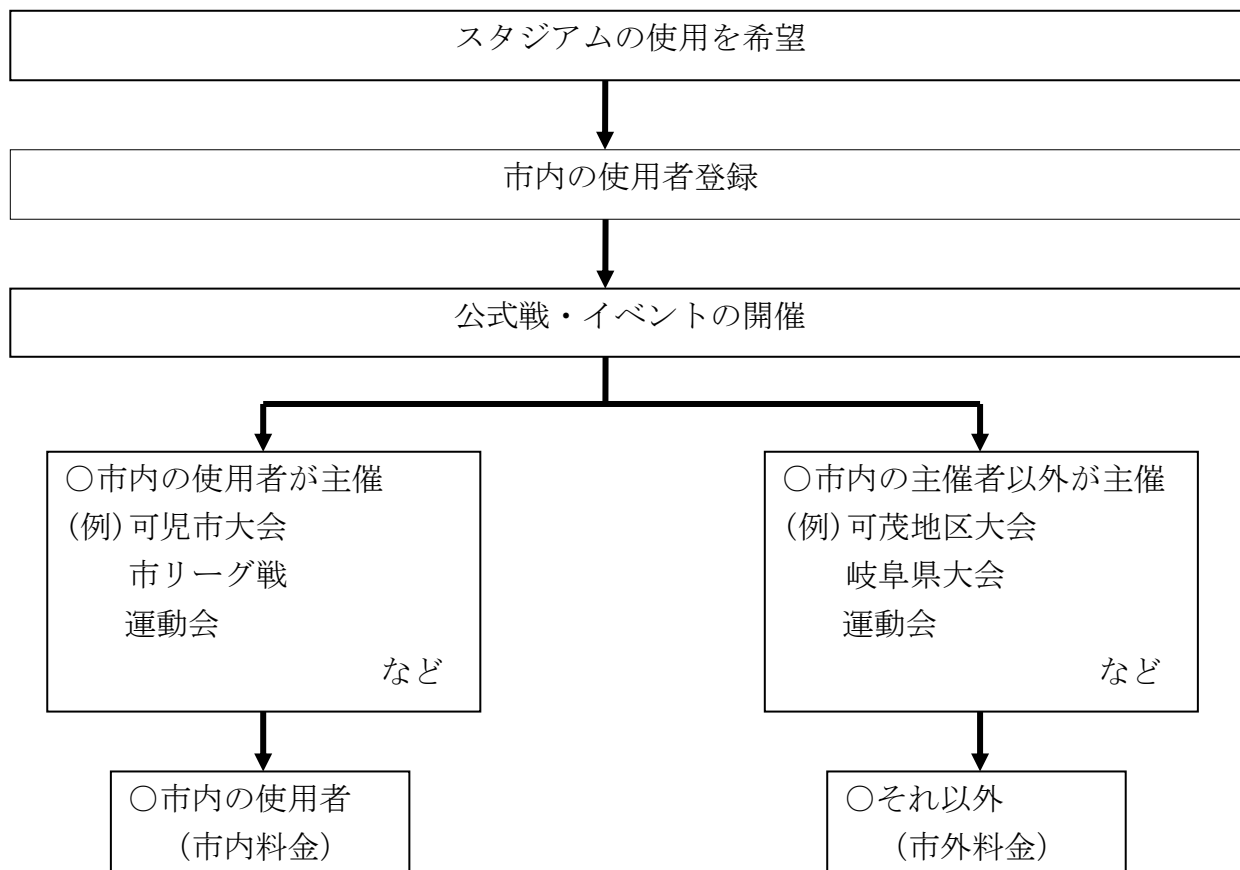 スタジアムの使用を希望
市内の使用者登録
公式戦・イベントの開催
○市内の使用者が主催
(例)可児市大会
市リーグ戦
運動会
など
○市内の主催者以外が主催
(例)可茂地区大会
岐阜県大会
運動会
など
○市内の使用者
(市内料金)
○それ以外
(市外料金)